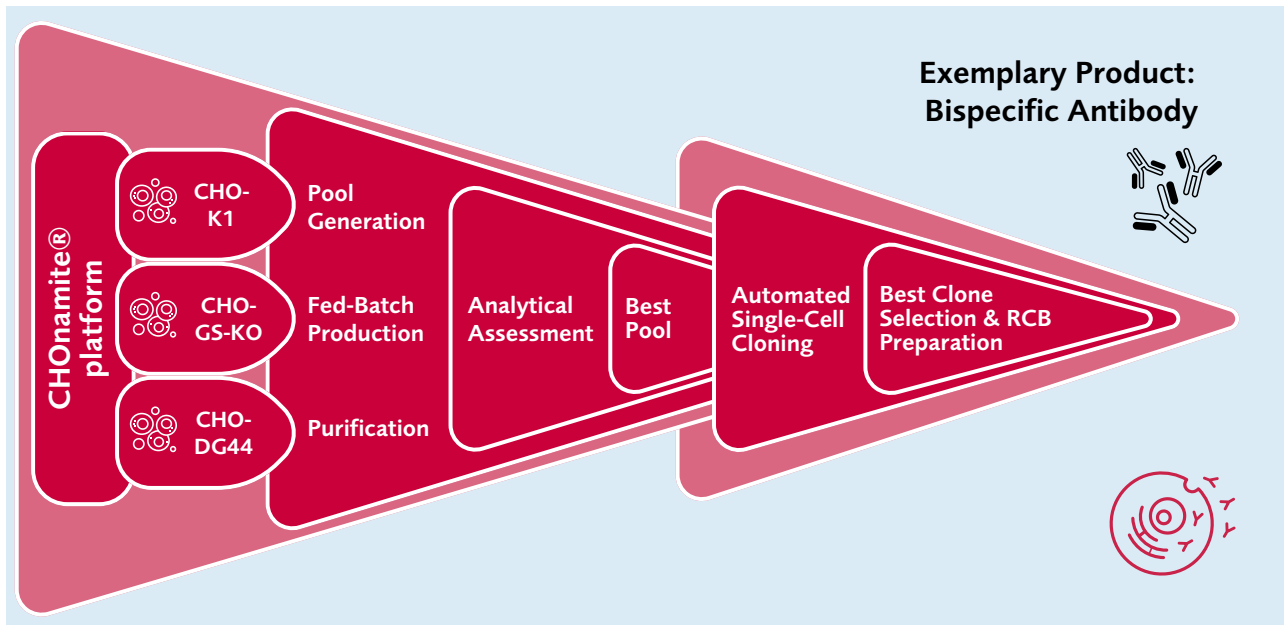 Exemplary Product:
Bispecific Antibody
CHOnamite®
platform
CHO-
K1
CHO-
GS-KO
CHO-
DG44
Pool
Generation
Fed-Batch
Production
Purification
Analytical
Assessment
Best
Pool
Automated
Single-Cell
Cloning
Best Clone
Selection & RCB
Preparation